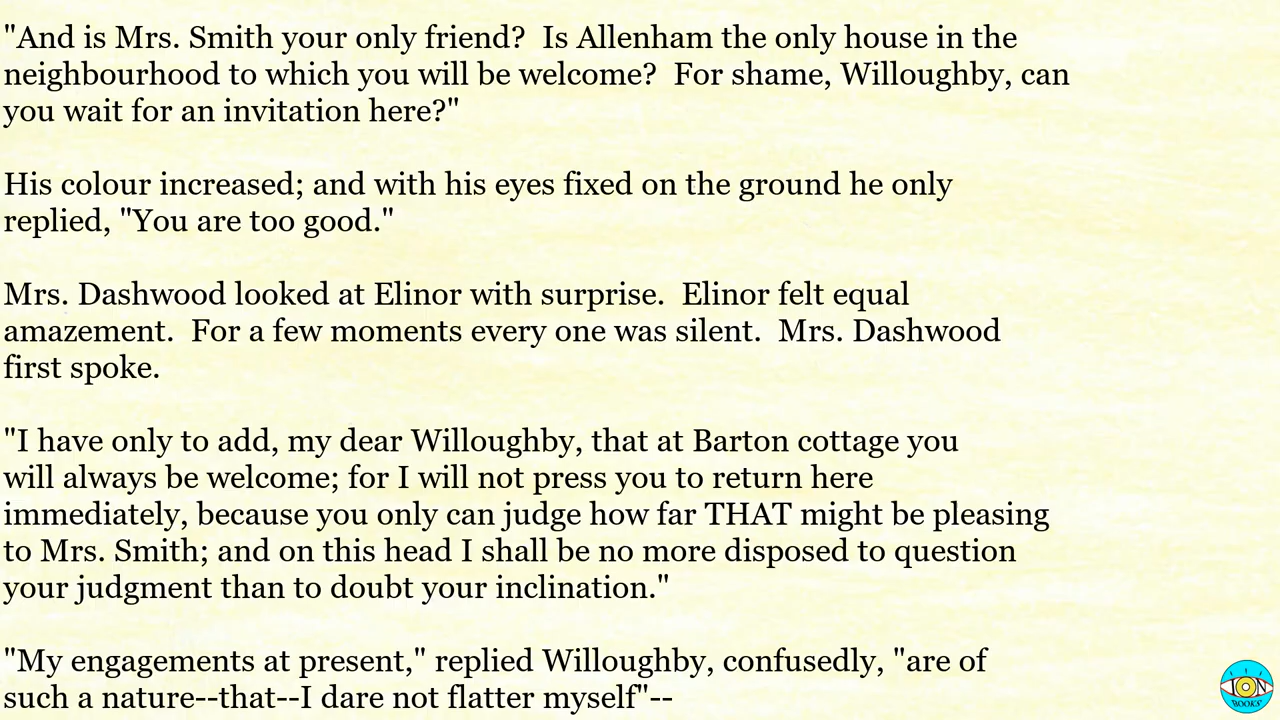 "And is Mrs. Smith your only friend?  Is Allenham the only house in the
neighbourhood to which you will be welcome?  For shame, Willoughby, can
you wait for an invitation here?"
His colour increased; and with his eyes fixed on the ground he only
replied, "You are too good."
Mrs. Dashwood looked at Elinor with surprise.  Elinor felt equal
amazement.  For a few moments every one was silent.  Mrs. Dashwood
first spoke.
"I have only to add, my dear Willoughby, that at Barton cottage you
will always be welcome; for I will not press you to return here
immediately, because you only can judge how far THAT might be pleasing
to Mrs. Smith; and on this head I shall be no more disposed to question
your judgment than to doubt your inclination."
"My engagements at present," replied Willoughby, confusedly, "are of
such a nature--that--I dare not flatter myself"--
ION
BOOKS